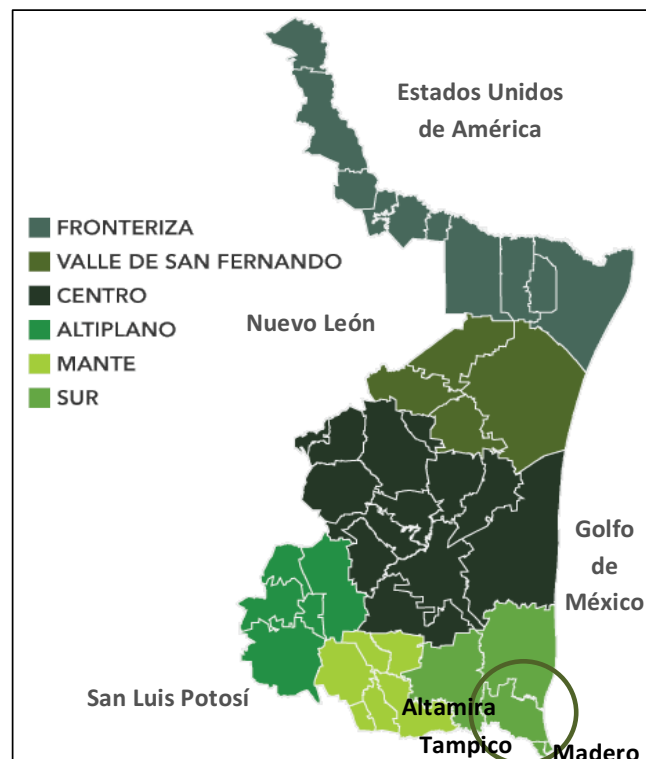 Estados Unidos
de América
FRONTERIZA
VALLE DE SAN FERNANDO
CENTRO
ALTIPLANO
MANTE
SUR
Nuevo León
Golfo
de
México
San Luis Potosí
Altamira
Tampico
Madero